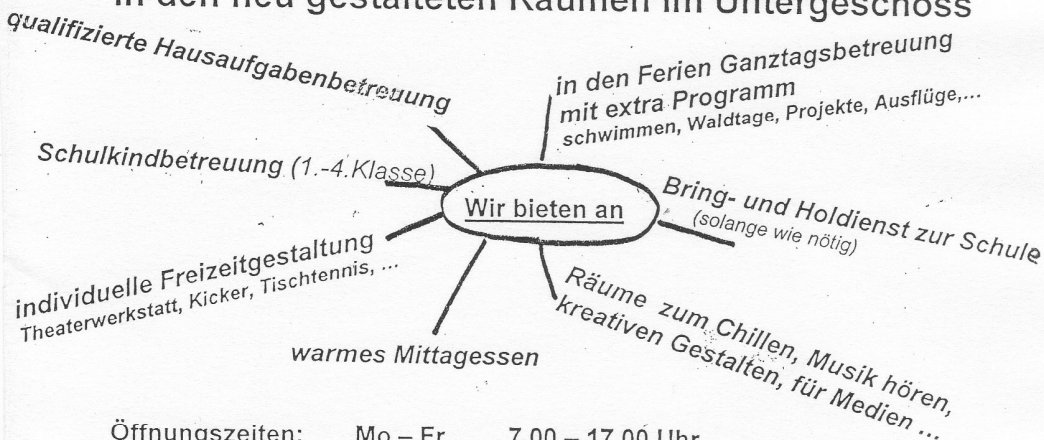 in den neu gestalteten Räumen im Untergeschoss
qualifizierte Hausaufgabenbetreuung
in den Ferien Ganztagsbetreuung
mit extra Programm
schwimmen, Waldtage, Projekte, Ausflüge,...
Schulkindbetreuung (1.-4.Klasse)
Wir bieten an
Bring- und Holdienst zur Schule
(solange wie nötig)
individuelle Freizeitgestaltung
Theaterwerkstatt, Kicker, Tischtennis, ...
Räume zum Chillen, Musik hören,
kreativen Gestalten, für Medien ...
warmes Mittagessen
Öffnungszeiten: Mo – Fr 7.00 – 17.00 Uhr